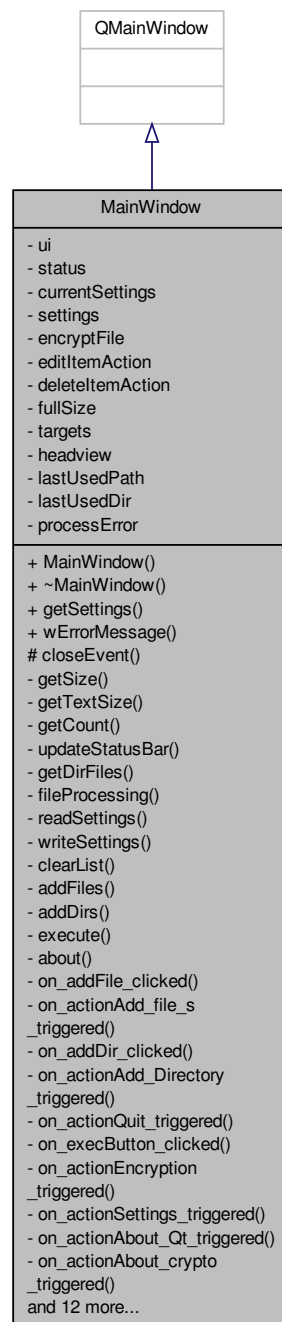 QMainWindow
MainWindow
- ui
- status
- currentSettings
- settings
- encryptFile
- editItemAction
- deleteItemAction
- fullSize
- targets
- headview
- lastUsedPath
- lastUsedDir
- processError
+ MainWindow()
+ ~MainWindow()
+ getSettings()
+ wErrorMessage()
# closeEvent()
- getSize()
- getTextSize()
- getCount()
- updateStatusBar()
- getDirFiles()
- fileProcessing()
- readSettings()
- writeSettings()
- clearList()
- addFiles()
- addDirs()
- execute()
- about()
- on_addFile_clicked()
- on_actionAdd_file_s
_triggered()
- on_addDir_clicked()
- on_actionAdd_Directory
_triggered()
- on_actionQuit_triggered()
- on_execButton_clicked()
- on_actionEncryption
_triggered()
- on_actionSettings_triggered()
- on_actionAbout_Qt_triggered()
- on_actionAbout_crypto
_triggered()
and 12 more...